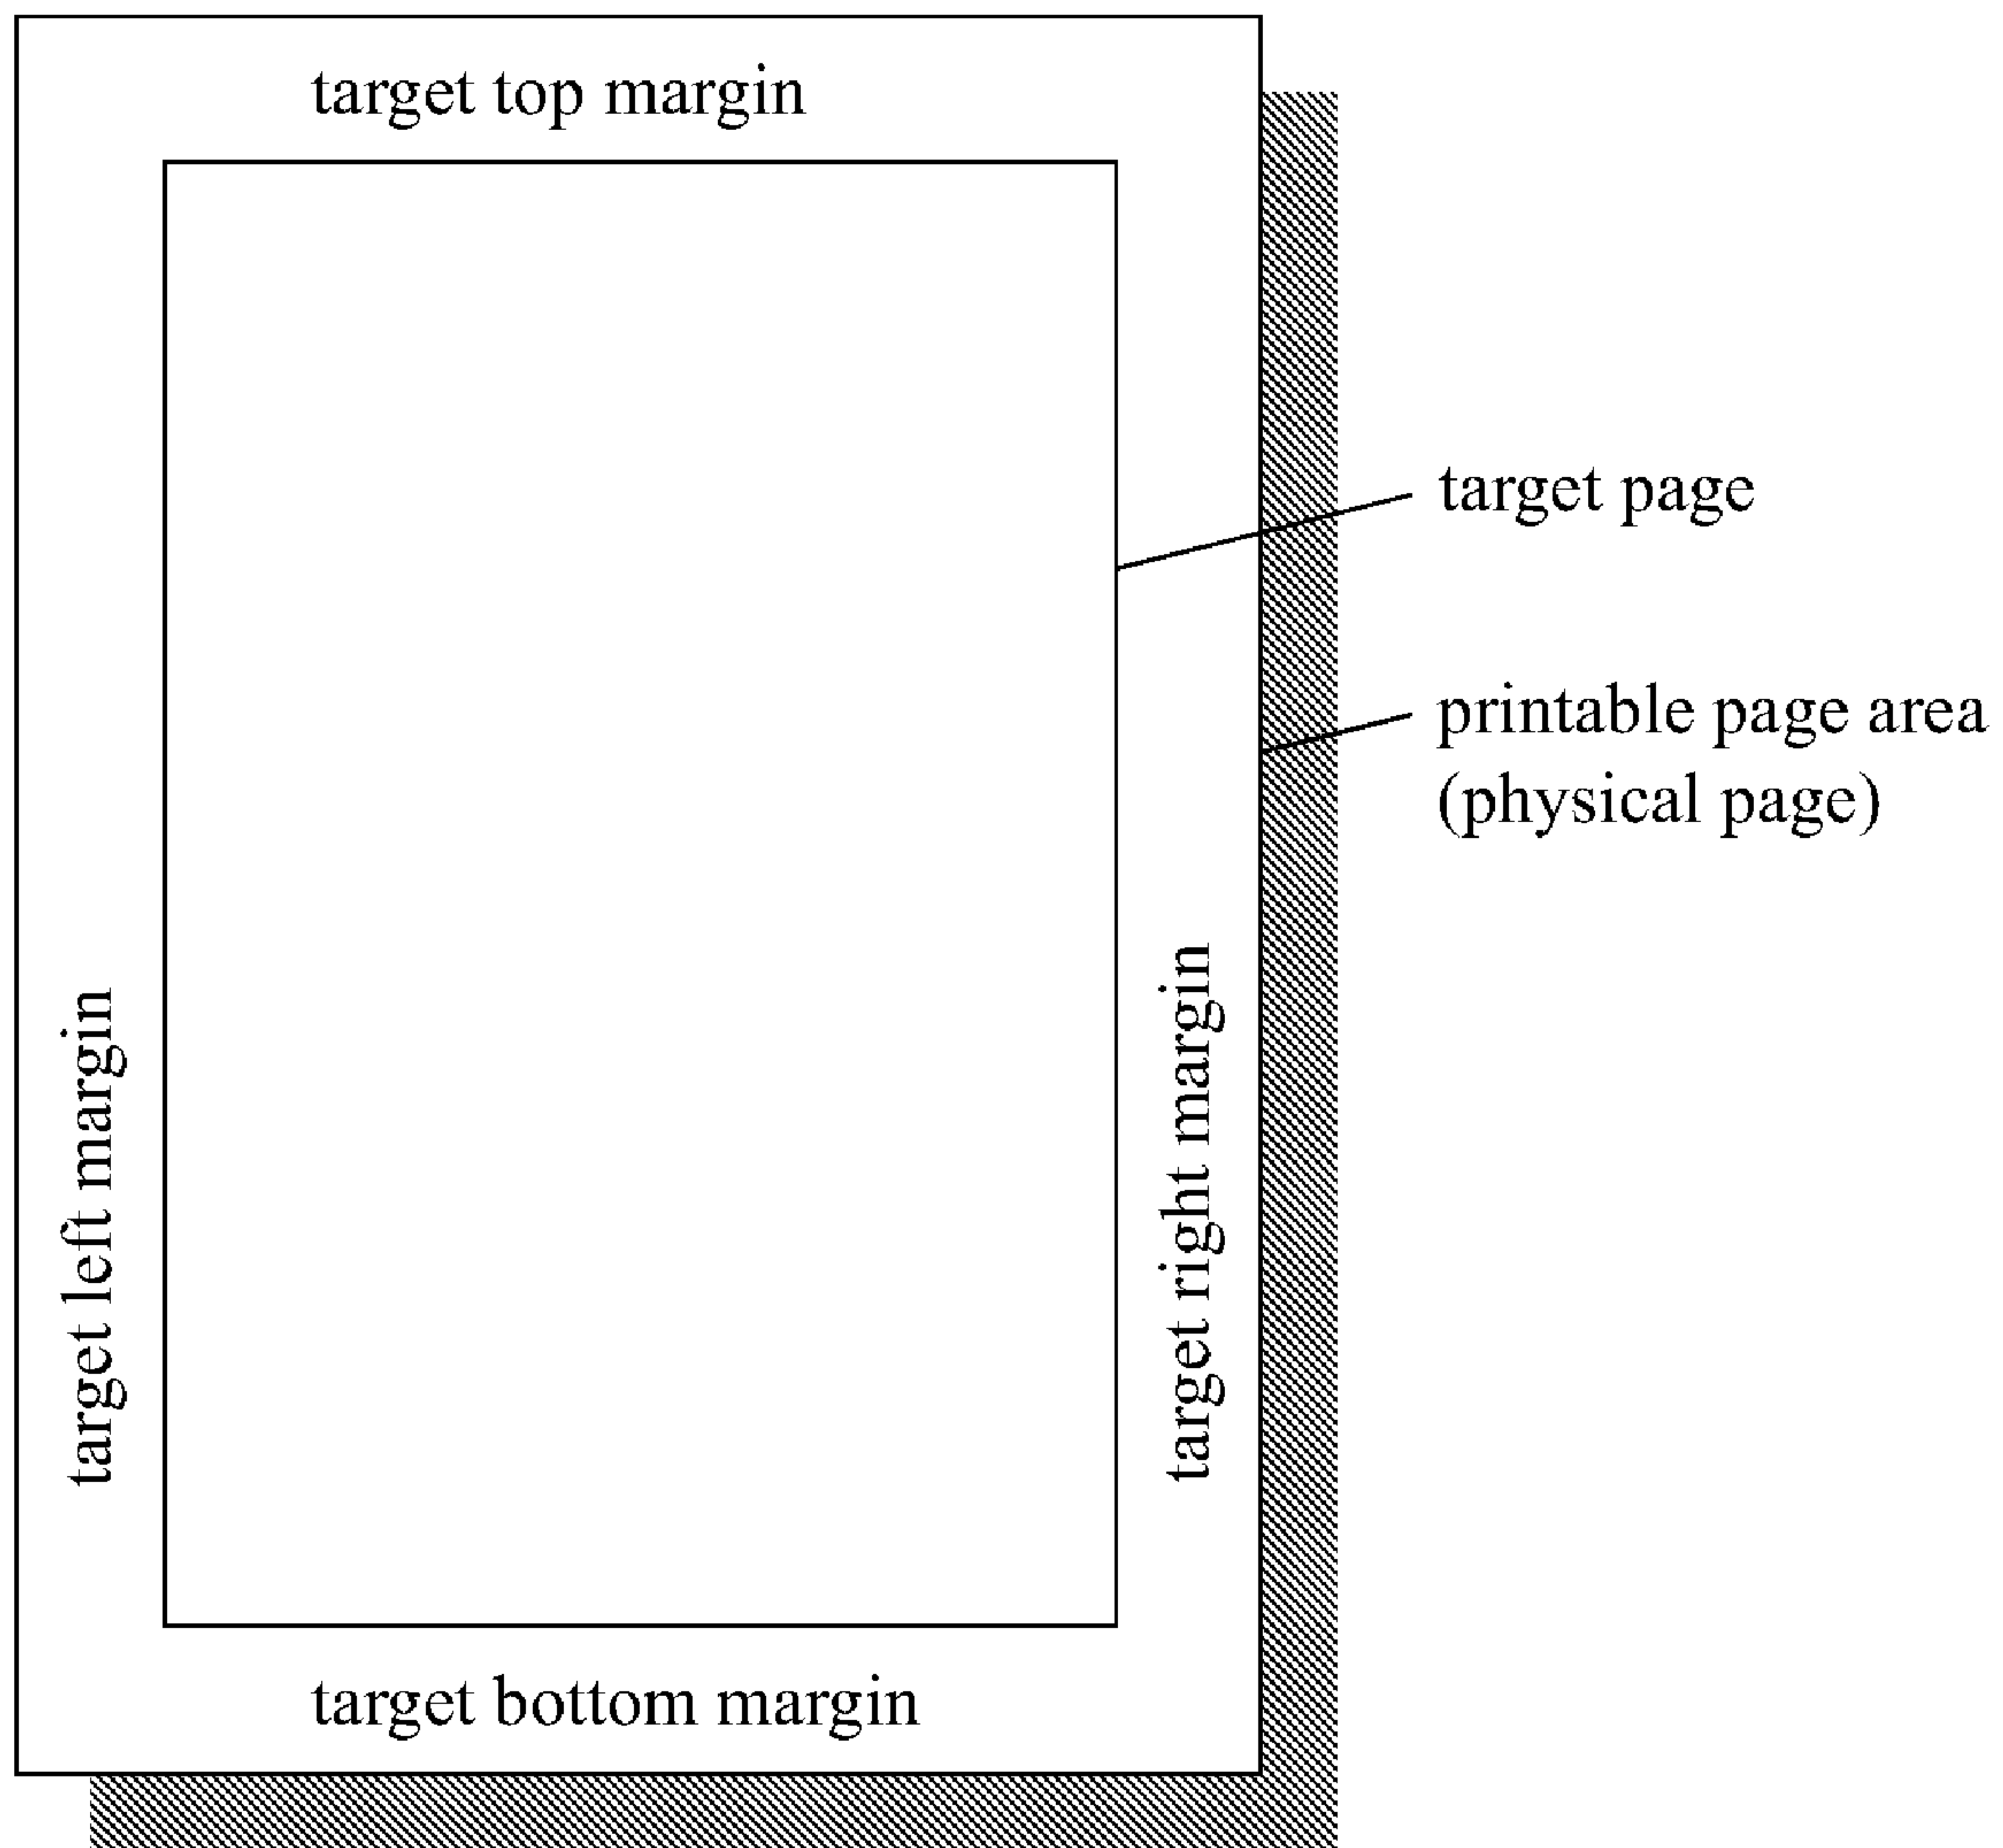 target top margin
target page
printable page area
(physical page)
target left margin
target right margin
target bottom margin